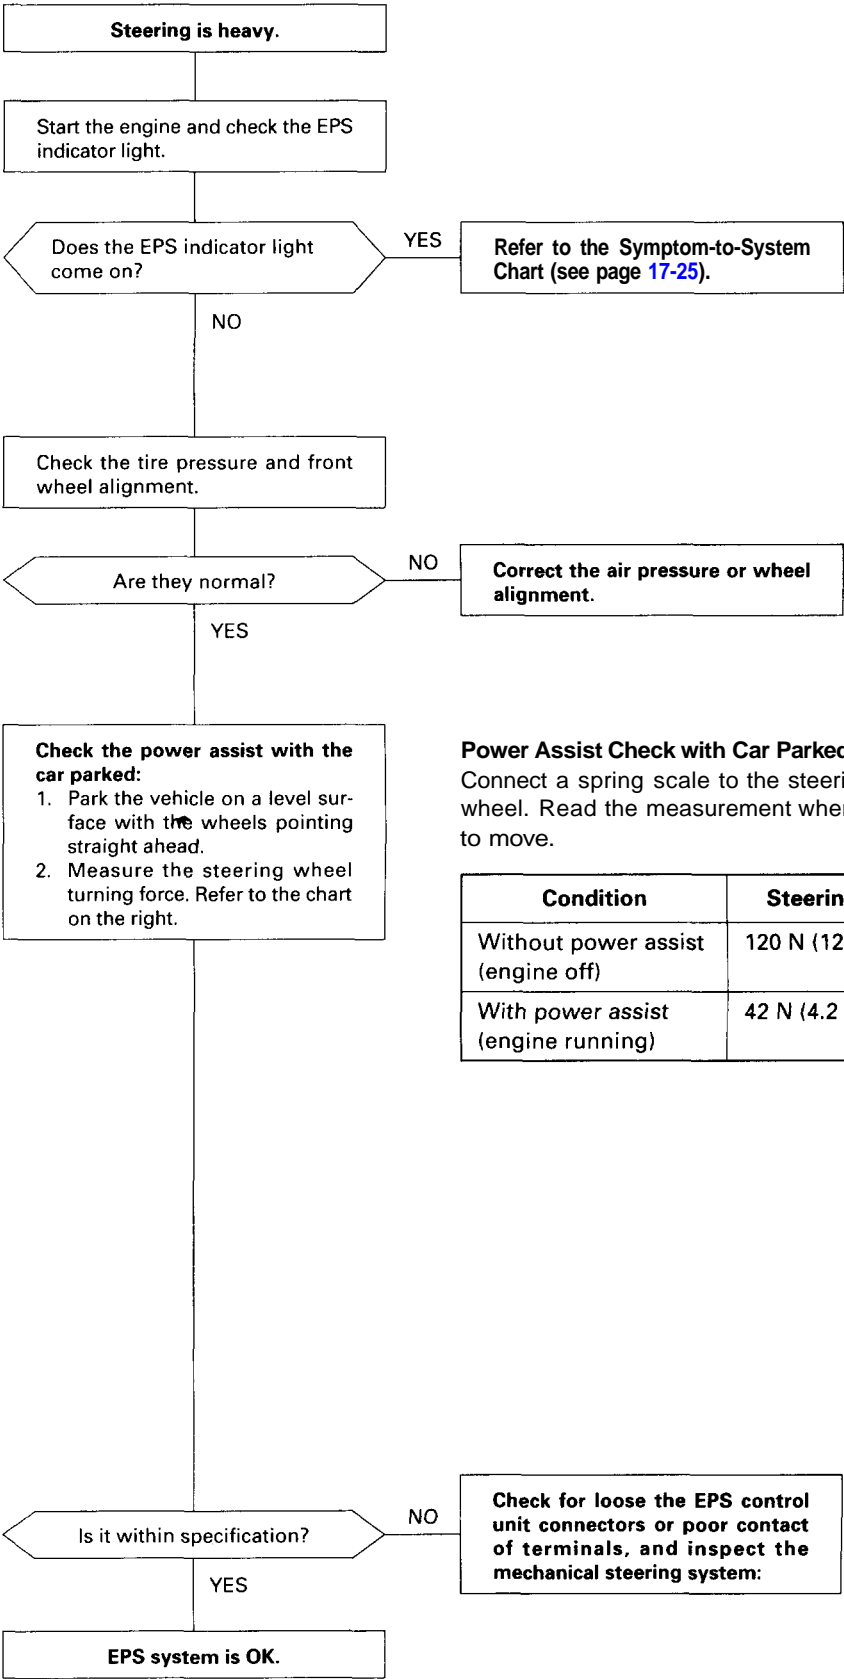 Steering is heavy.
Start the engine and check the EPS
indicator light.
Does the EPS indicator light
come on?
YES
Refer to the Symptom-to-System
Chart (see page 17-25).
NO
Check the tire pressure and front
wheel alignment.
Are they normal?
NO
Correct the air pressure or wheel
alignment.
YES
Check the power assist with the
car parked:
1. Park the vehicle on a level sur-
face with the wheels pointing
straight ahead.
2. Measure the steering wheel
turning force. Refer to the chart
on the right.
Power Assist Check with Car Parked
Connect a spring scale to the steeri
wheel. Read the measurement when
to move.
Condition
Steerin
Without power assist
(engine off)
120 N (12
With power assist
(engine running)
42 N (4.2
Is it within specification?
NO
Check for loose the EPS control
unit connectors or poor contact
of terminals, and inspect the
mechanical steering system:
YES
EPS system is OK.